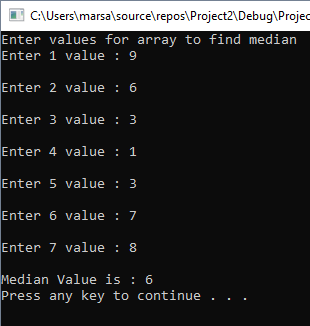 C:\Users\marsa\source\repos\Project2\Debug\Projec
Enter values for array to find median
Enter 1 value : 9
Enter 2 value : 6
Enter 3 value : 3
Enter 4 value : 1
Enter 5 value : 3
Enter 6 value : 7
Enter 7 value : 8
Median Value is : 6
Press any key to continue . . .